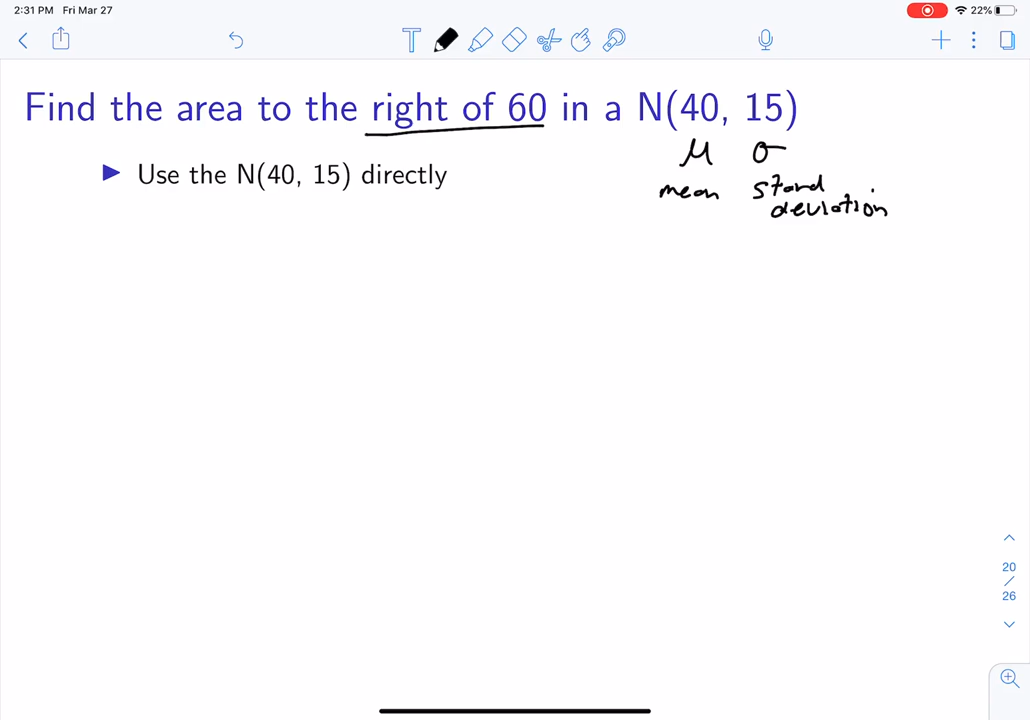 2:31 PM Fri Mar 27
22%
T
Find the area to the right of 60 in a N(40, 15)
μ σ
▶ Use the N(40, 15) directly
mean stand
deviation
20
/
26